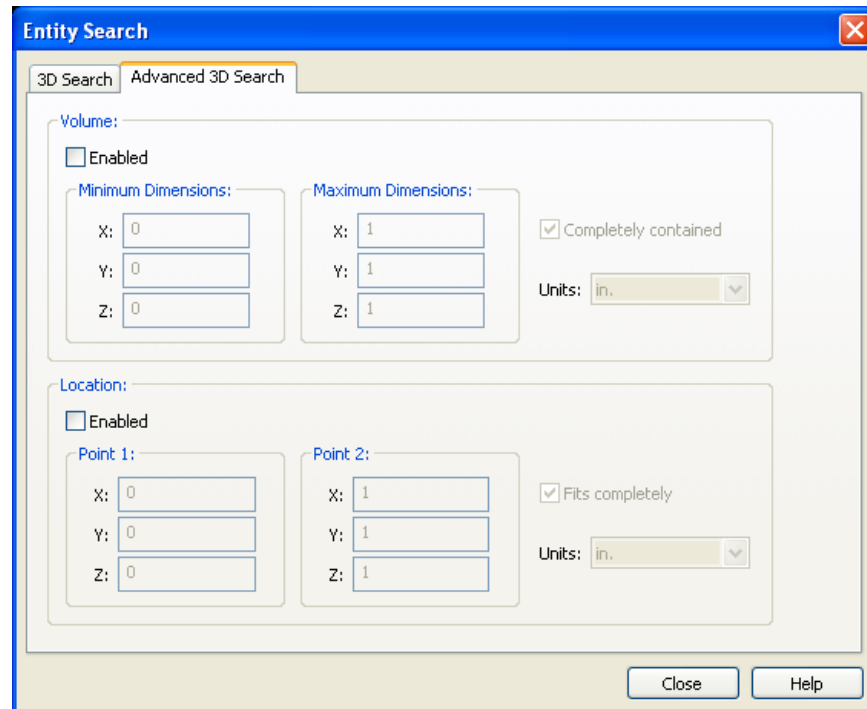 Entity Search
3D Search Advanced 3D Search
Volume:
Enabled
Minimum Dimensions: Maximum Dimensions:
X: 0 X: 1 Completely contained
Y: 0 Y: 1
Units: in.
Z: 0 Z: 1
Location:
Enabled
Point 1: Point 2:
X: 0 X: 1 Fits completely
Y: 0 Y: 1
Units: in.
Z: 0 Z: 1
Close Help